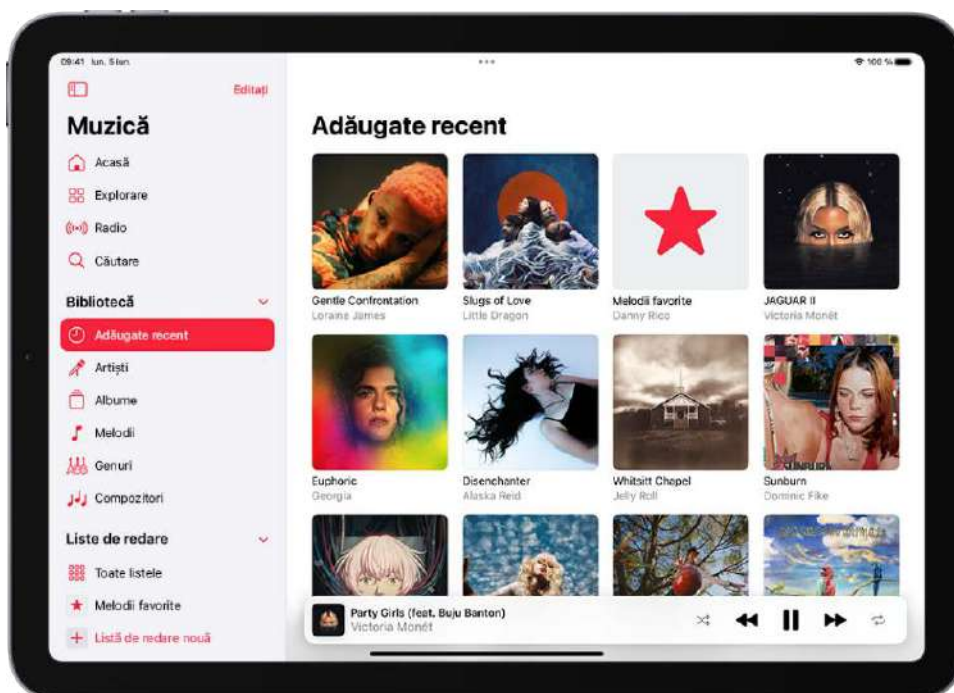 09:41 lun. 5 iun.
100 %
Editați
Muzică
Acasă
Explorare
Radio
Căutare
Bibliotecă
Adăugate recent
Artiști
Albume
Melodii
Genuri
Compozitori
Liste de redare
Toate listele
Melodii favorite
Listă de redare nouă
Adăugate recent
Gentle Confrontation
Loraine James
Slugs of Love
Little Dragon
Melodii favorite
Danny Rico
JAGUAR II
Victoria Monét
Euphoric
Georgia
Disenchanter
Alaska Reid
Whitsitt Chapel
Jelly Roll
SUNBURN
Sunburn
Dominic Fike
Party Girls (feat. Buju Banton)
Victoria Monét